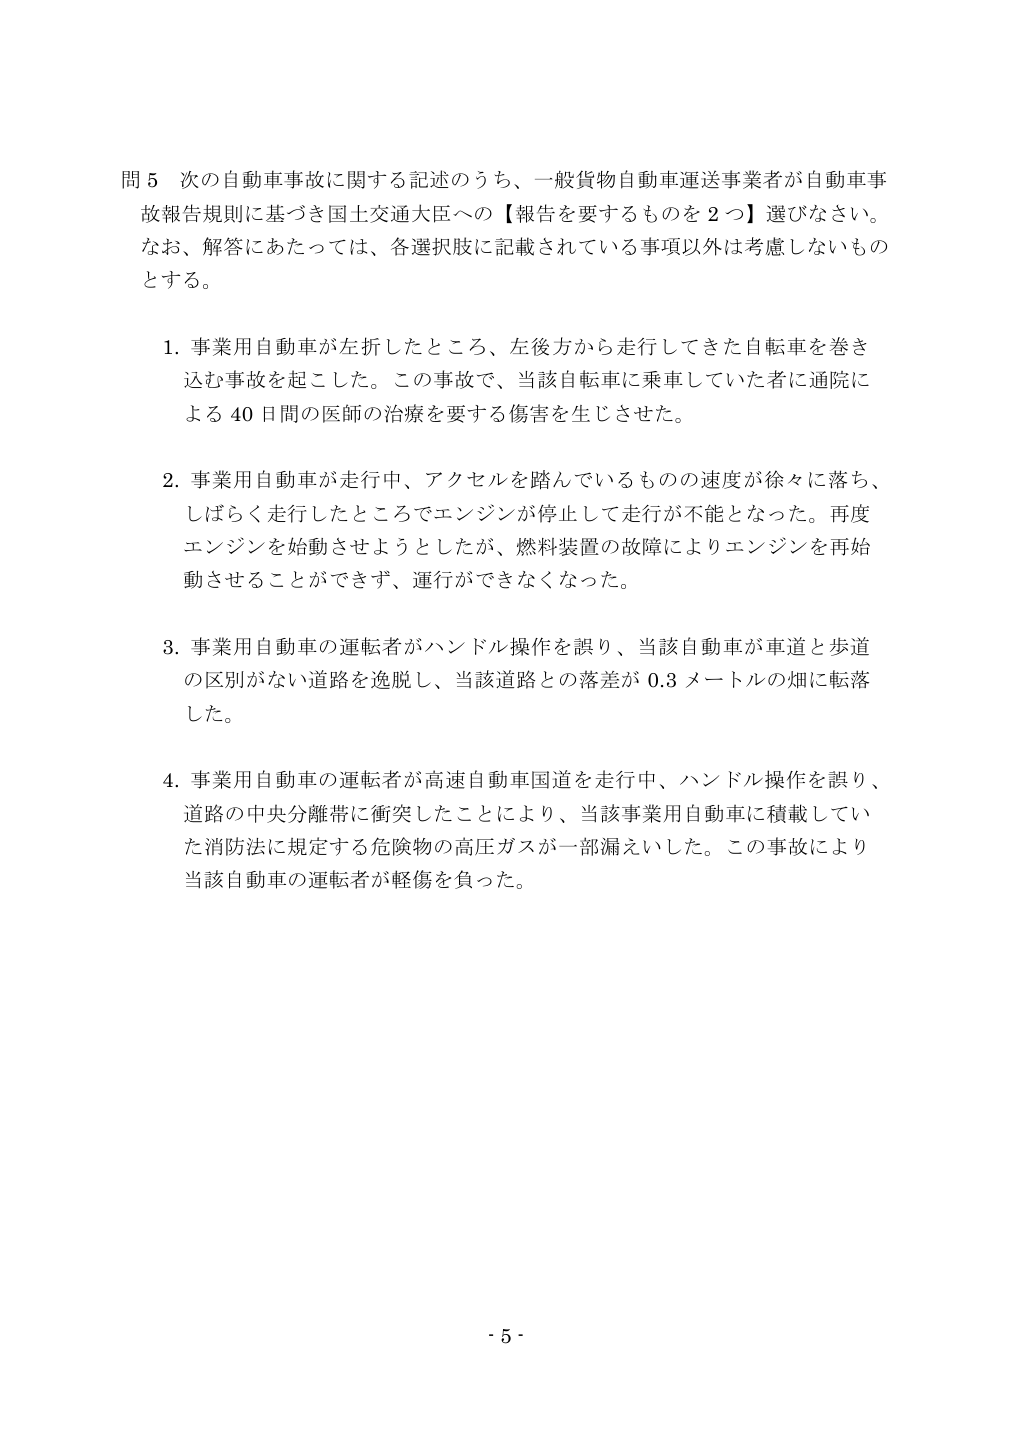 問 5　次の自動車事故に関する記述のうち、一般貨物自動車運送事業者が自動車事
故報告規則に基づき国土交通大臣への【報告を要するものを 2 つ】選びなさい。
なお、解答にあたっては、各選択肢に記載されている事項以外は考慮しないもの
とする。
1. 事業用自動車が左折したところ、左後方から走行してきた自転車を巻き
込む事故を起こした。この事故で、当該自転車に乗車していた者に通院に
よる 40 日間の医師の治療を要する傷害を生じさせた。
2. 事業用自動車が走行中、アクセルを踏んでいるものの速度が徐々に落ち、
しばらく走行したところでエンジンが停止して走行が不能となった。再度
エンジンを始動させようとしたが、燃料装置の故障によりエンジンを再始
動させることができず、運行ができなくなった。
3. 事業用自動車の運転者がハンドル操作を誤り、当該自動車が車道と歩道
の区別がない道路を逸脱し、当該道路との落差が 0.3 メートルの畑に転落
した。
4. 事業用自動車の運転者が高速自動車国道を走行中、ハンドル操作を誤り、
道路の中央分離帯に衝突したことにより、当該事業用自動車に積載してい
た消防法に規定する危険物の高圧ガスが一部漏えいした。この事故により
当該自動車の運転者が軽傷を負った。
- 5 -